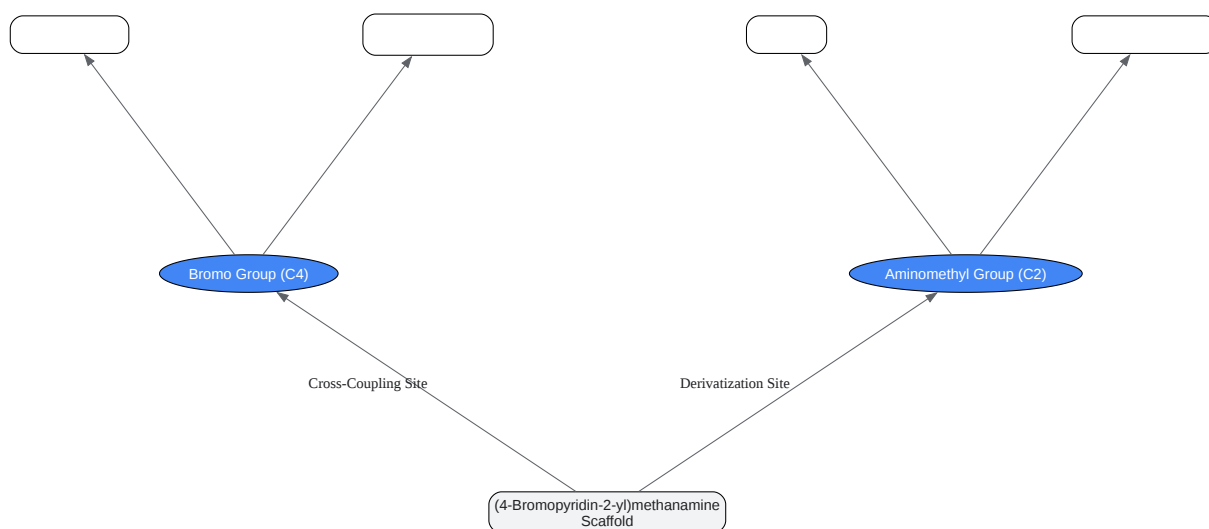 Bromo Group (C4)
Aminomethyl Group (C2)
Cross-Coupling Site
Derivatization Site
(4-Bromopyridin-2-yl)methanamine
Scaffold